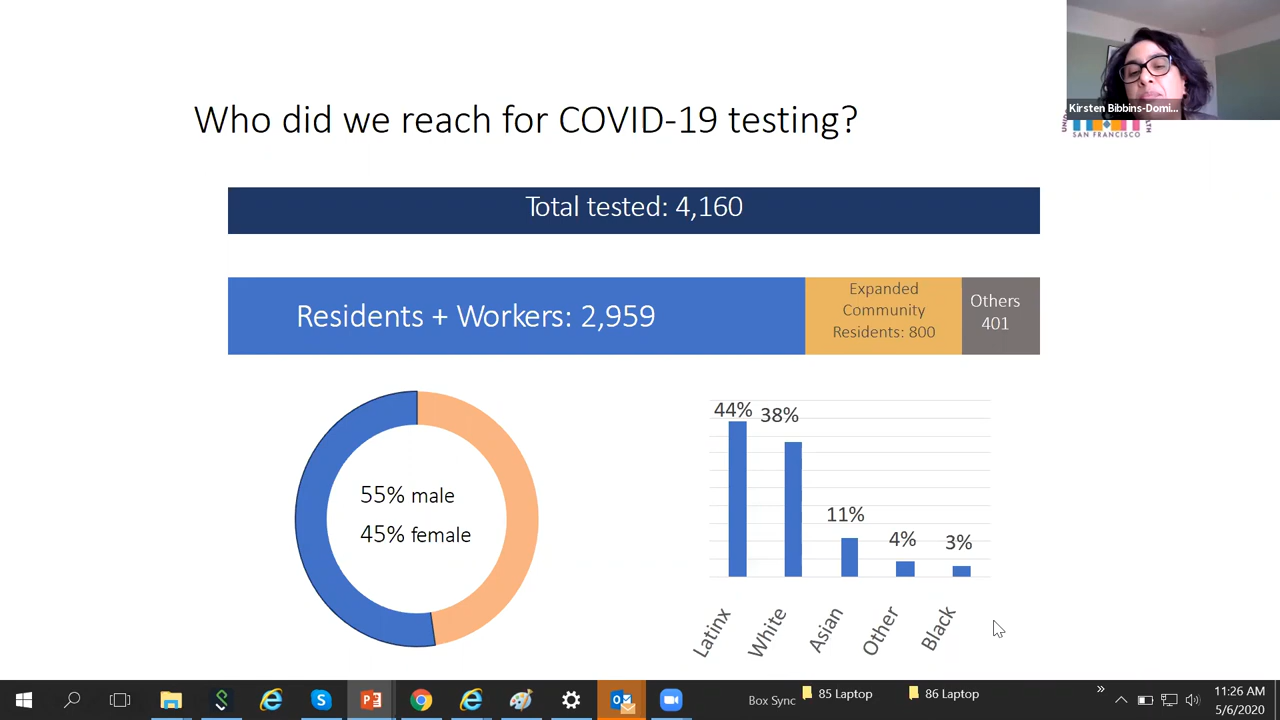 Kirsten Bibbins-Domi...
SAN FRANCISCO
Who did we reach for COVID-19 testing?
Total tested: 4,160
Residents + Workers: 2,959
Expanded
Community
Residents: 800
Others
401
55% male
45% female
44%
38%
11%
4%
3%
Latinx
White
Asian
Other
Black
Box Sync
85 Laptop
86 Laptop
11:26 AM
5/6/2020